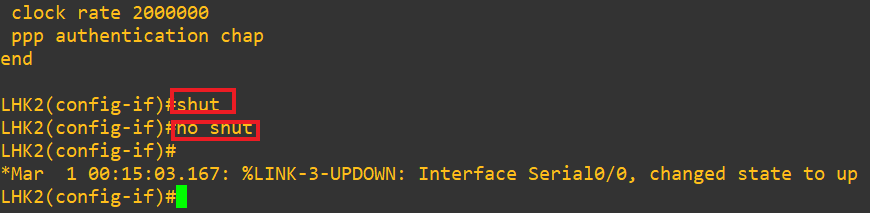 clock rate 2000000
ppp authentication chap
end
LHK2(config-if)#shut
LHK2(config-if)#no shut
LHK2(config-if)#
*Mar  1 00:15:03.167: %LINK-3-UPDOWN: Interface Serial0/0, changed state to up
LHK2(config-if)#